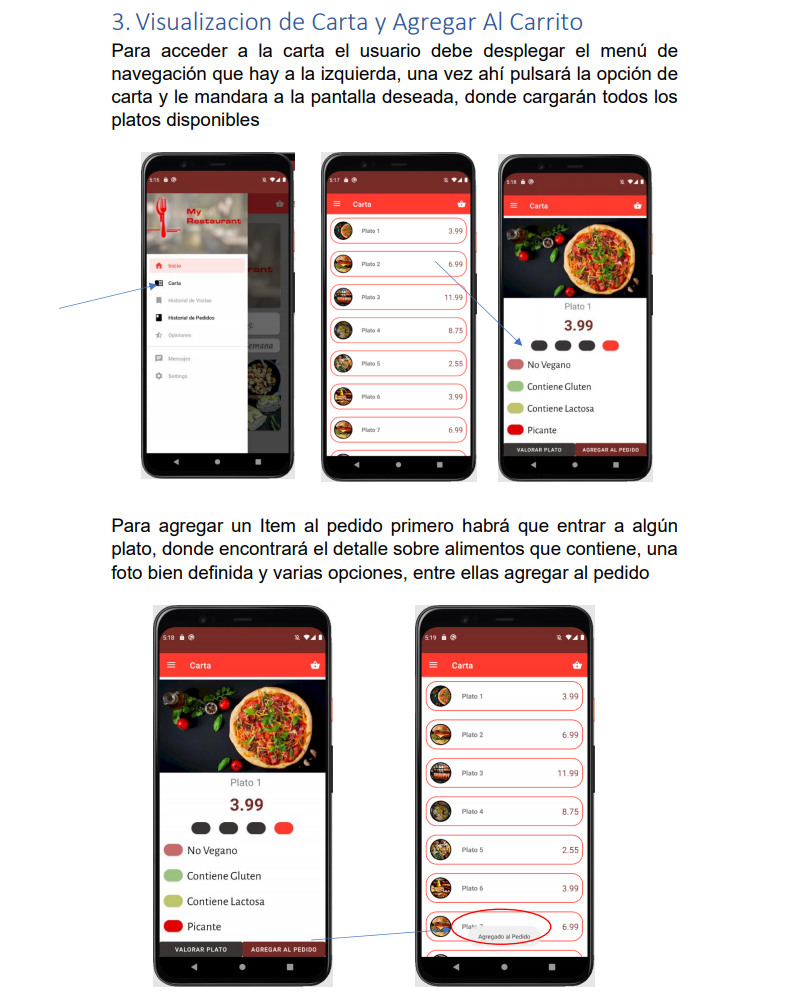 3. Visualizacion de Carta y Agregar Al Carrito
Para acceder a la carta el usuario debe desplegar el menú de
navegación que hay a la izquierda, una vez ahí pulsará la opción de
carta y le mandara a la pantalla deseada, donde cargarán todos los
platos disponibles
5:15
My
Restaurant
Inicio
Carta
Historial de Visitas
Historial de Pedidos
Opiniones
Mensajes
Settings
rant
emana
5:17
Carta
Plato 1 3.99
Plato 2 6.99
Plato 3 11.99
Plato 4 8.75
Plato 5 2.55
Plato 6 3.99
Plato 7 6.99
5:18
Carta
Plato 1
3.99
No Vegano
Contiene Gluten
Contiene Lactosa
Picante
VALORAR PLATO AGREGAR AL PEDIDO
Para agregar un Item al pedido primero habrá que entrar a algún
plato, donde encontrará el detalle sobre alimentos que contiene, una
foto bien definida y varias opciones, entre ellas agregar al pedido
5:18
Carta
Plato 1
3.99
No Vegano
Contiene Gluten
Contiene Lactosa
Picante
VALORAR PLATO AGREGAR AL PEDIDO
5:19
Carta
Plato 1 3.99
Plato 2 6.99
Plato 3 11.99
Plato 4 8.75
Plato 5 2.55
Plato 6 3.99
Plato 7 6.99
Agregado al Pedido